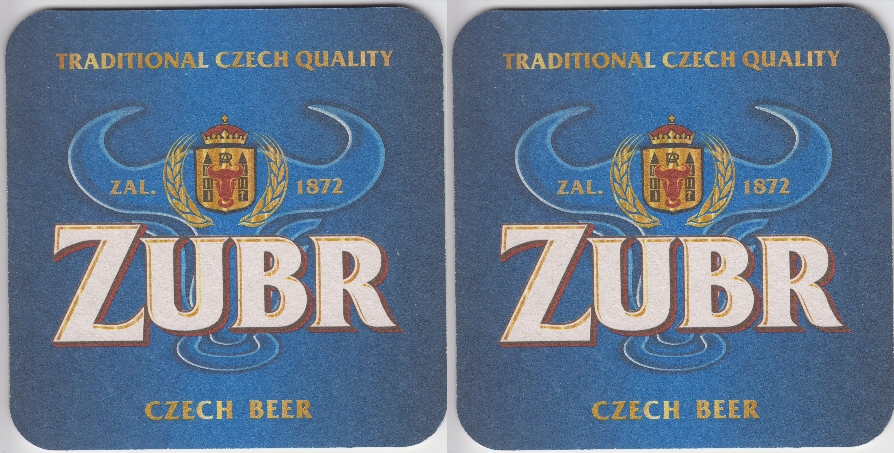 TRADITIONAL CZECH QUALITY
ZAL. 1872
ZUBR
CZECH BEER
TRADITIONAL CZECH QUALITY
ZAL. 1872
ZUBR
CZECH BEER